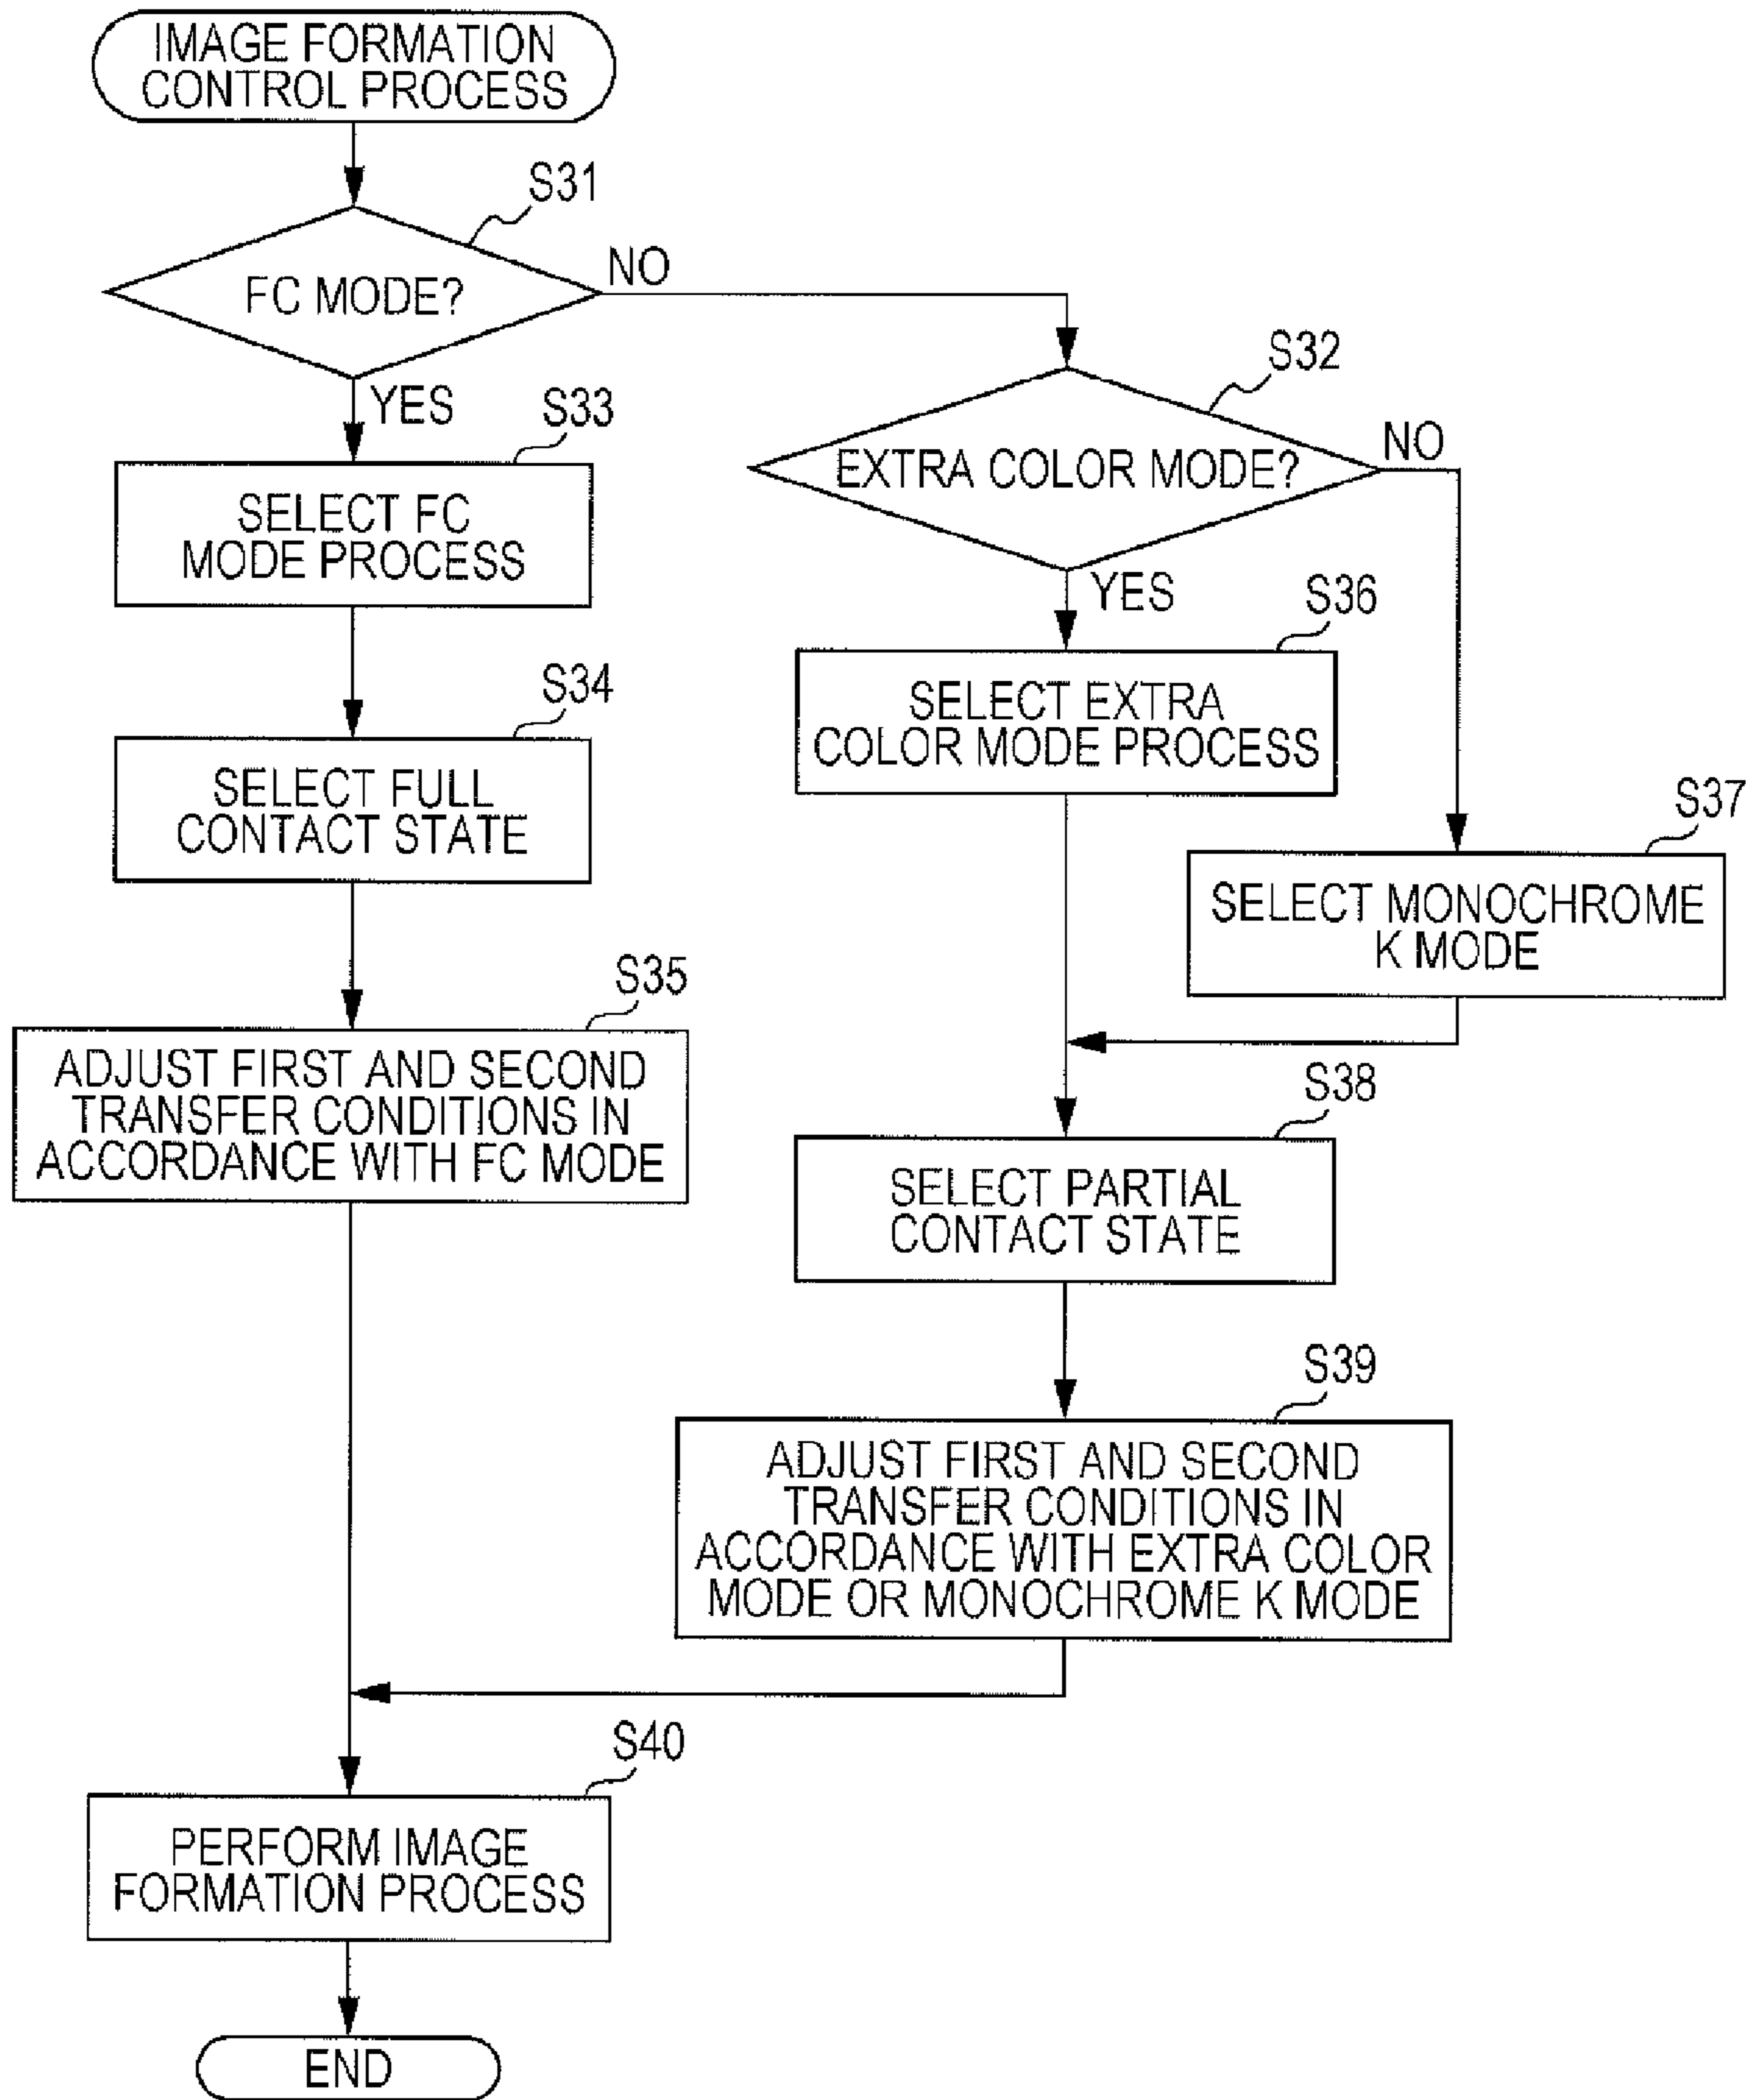 IMAGE FORMATION
CONTROL PROCESS
S31
FC MODE?
NO
YES
S32
EXTRA COLOR MODE?
NO
YES
S33
SELECT FC
MODE PROCESS
S34
SELECT FULL
CONTACT STATE
S35
ADJUST FIRST AND SECOND
TRANSFER CONDITIONS IN
ACCORDANCE WITH FC MODE
S36
SELECT EXTRA
COLOR MODE PROCESS
S37
SELECT MONOCHROME
K MODE
S38
SELECT PARTIAL
CONTACT STATE
S39
ADJUST FIRST AND SECOND
TRANSFER CONDITIONS IN
ACCORDANCE WITH EXTRA COLOR
MODE OR MONOCHROME K MODE
S40
PERFORM IMAGE
FORMATION PROCESS
END